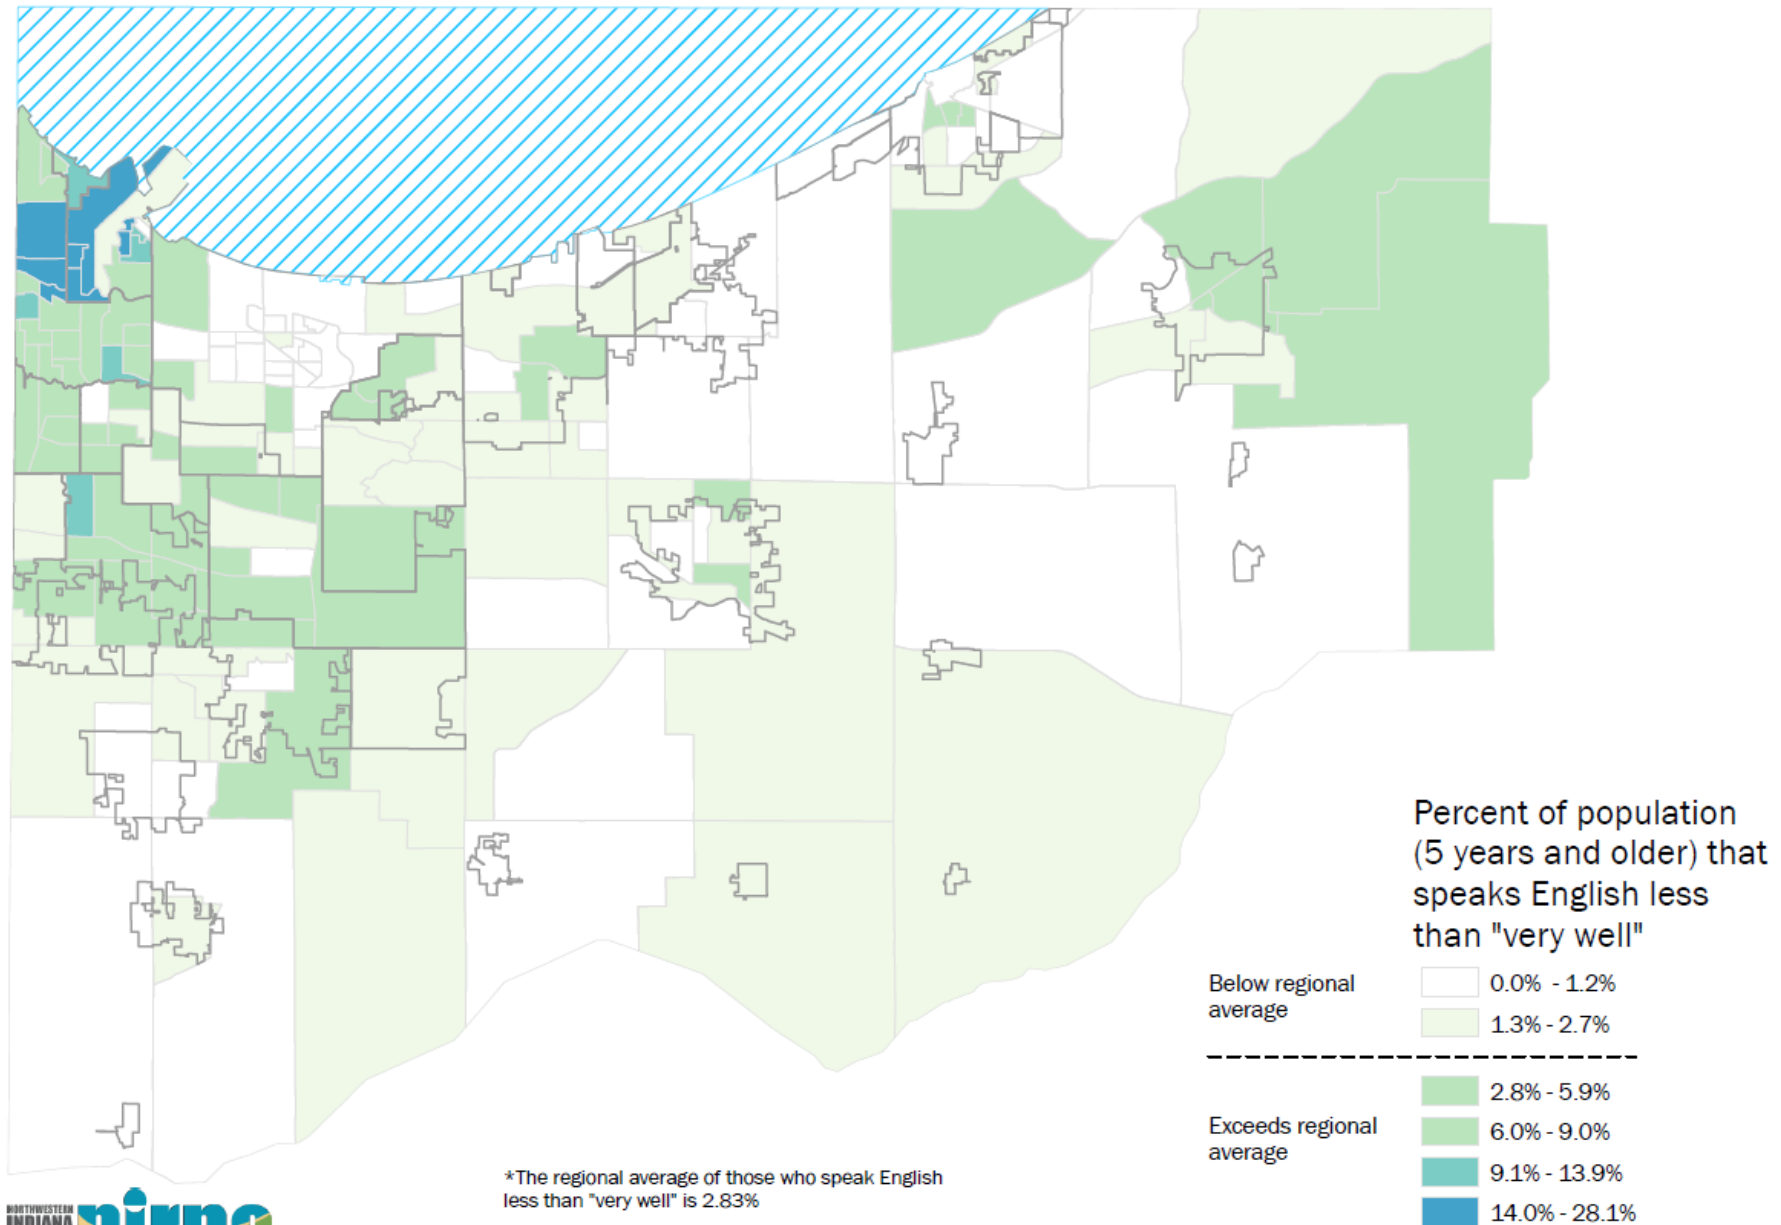 Percent of population
(5 years and older) that
speaks English less
than "very well"
Below regional
average
0.0% - 1.2%
1.3% - 2.7%
Exceeds regional
average
2.8% - 5.9%
6.0% - 9.0%
9.1% - 13.9%
14.0% - 28.1%
*The regional average of those who speak English
less than "very well" is 2.83%
NORTHWESTERN
INDIANA
nirpc